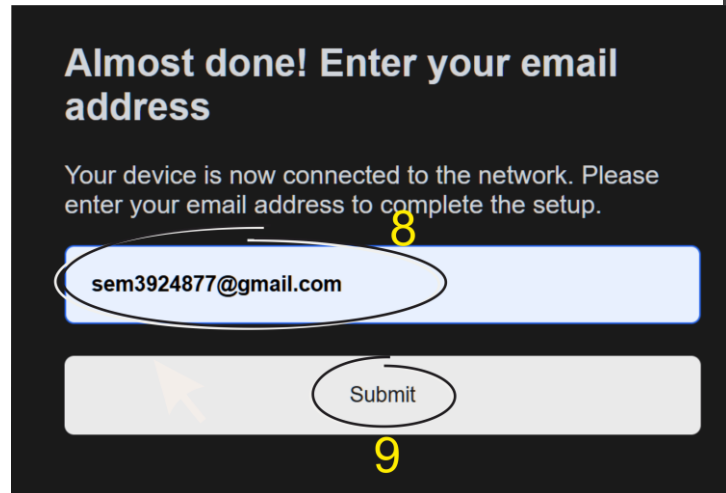 Almost done! Enter your email
address
Your device is now connected to the network. Please
enter your email address to complete the setup.
8
sem3924877@gmail.com
Submit
9